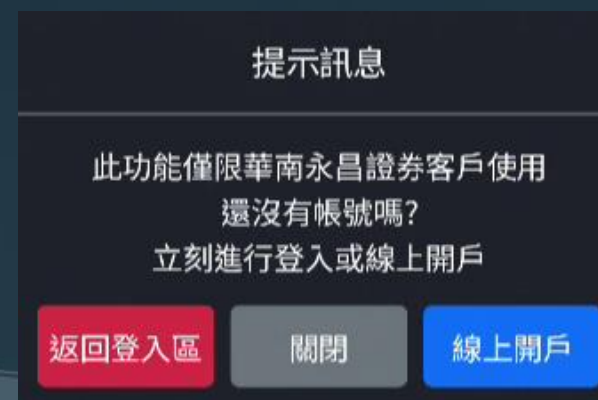 提示訊息
此功能僅限華南永昌證券客戶使用
還沒有帳號嗎?
立刻進行登入或線上開戶
返回登入區
關閉
線上開戶